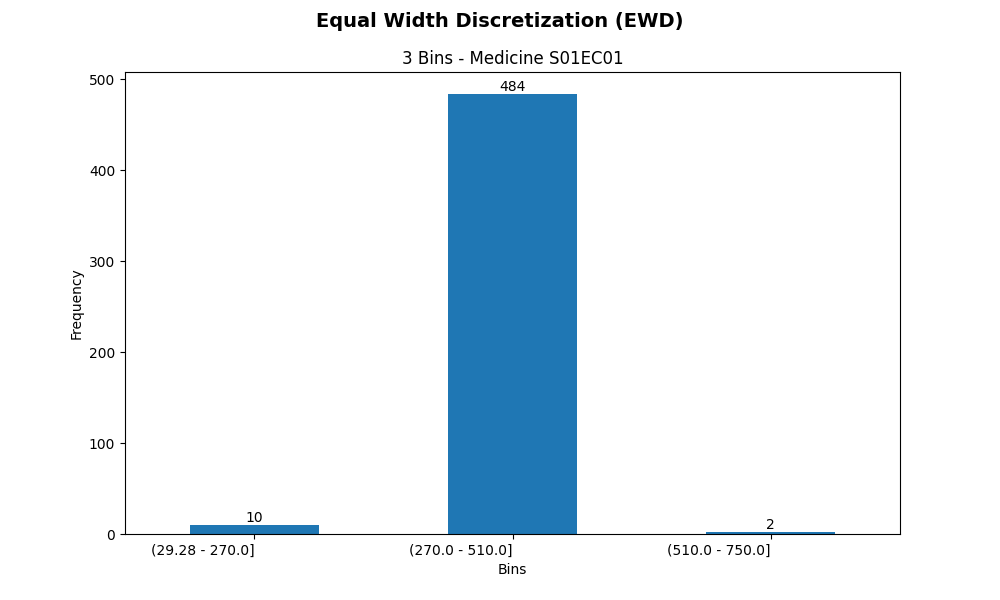 Equal Width Discretization (EWD)
3 Bins - Medicine S01EC01
500
400
300
200
100
0
Frequency
484
10
2
(29.28 - 270.0]
(270.0 - 510.0]
(510.0 - 750.0]
Bins